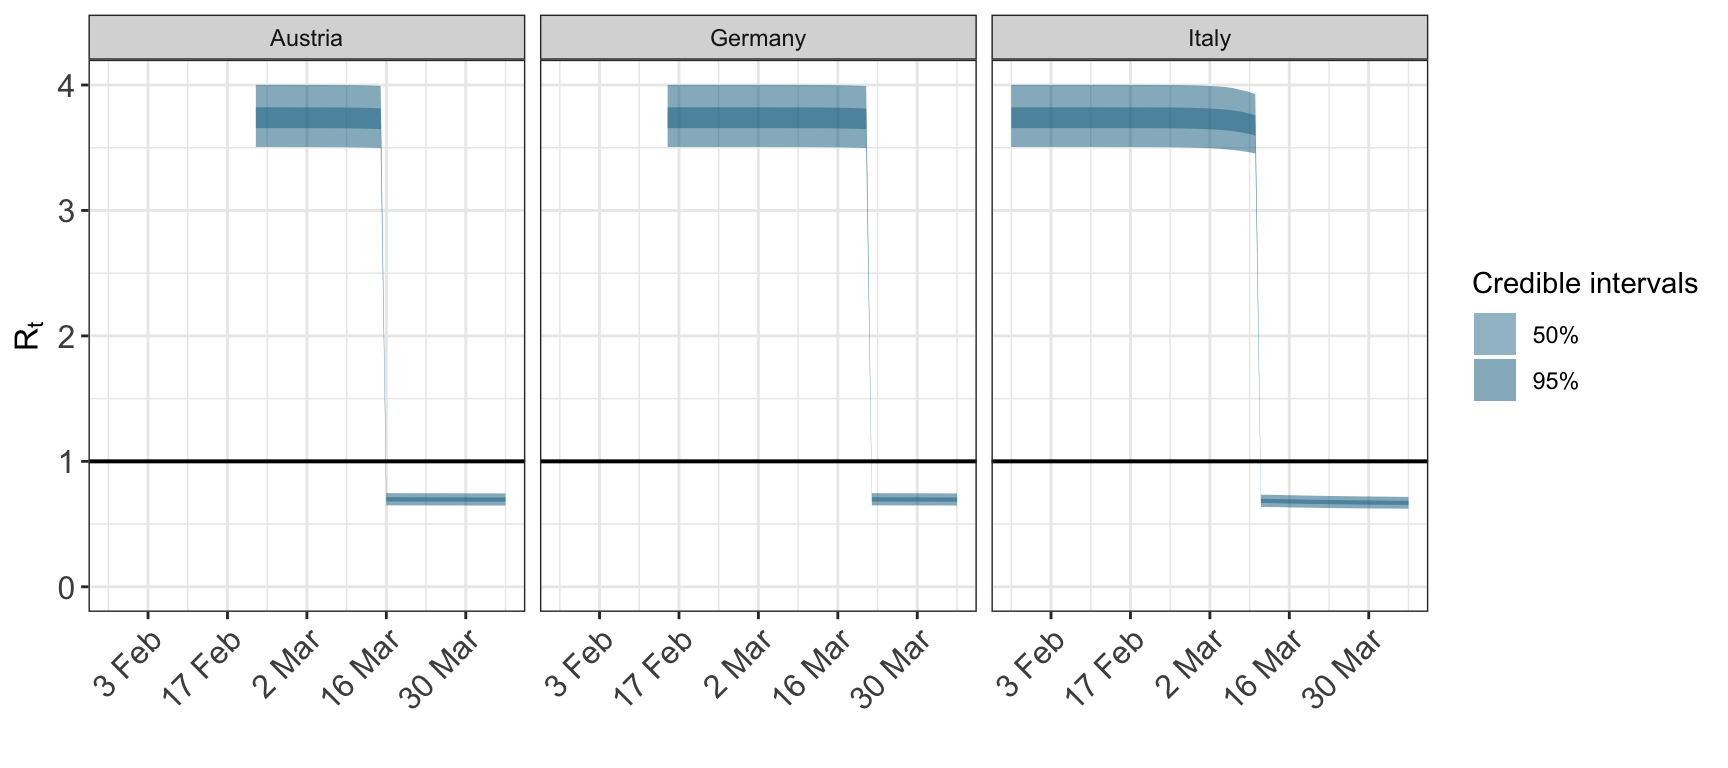 Austria
Germany
Italy
Rt
4
3
2
1
0
3 Feb
17 Feb
2 Mar
16 Mar
30 Mar
3 Feb
17 Feb
2 Mar
16 Mar
30 Mar
3 Feb
17 Feb
2 Mar
16 Mar
30 Mar
Credible intervals
50%
95%